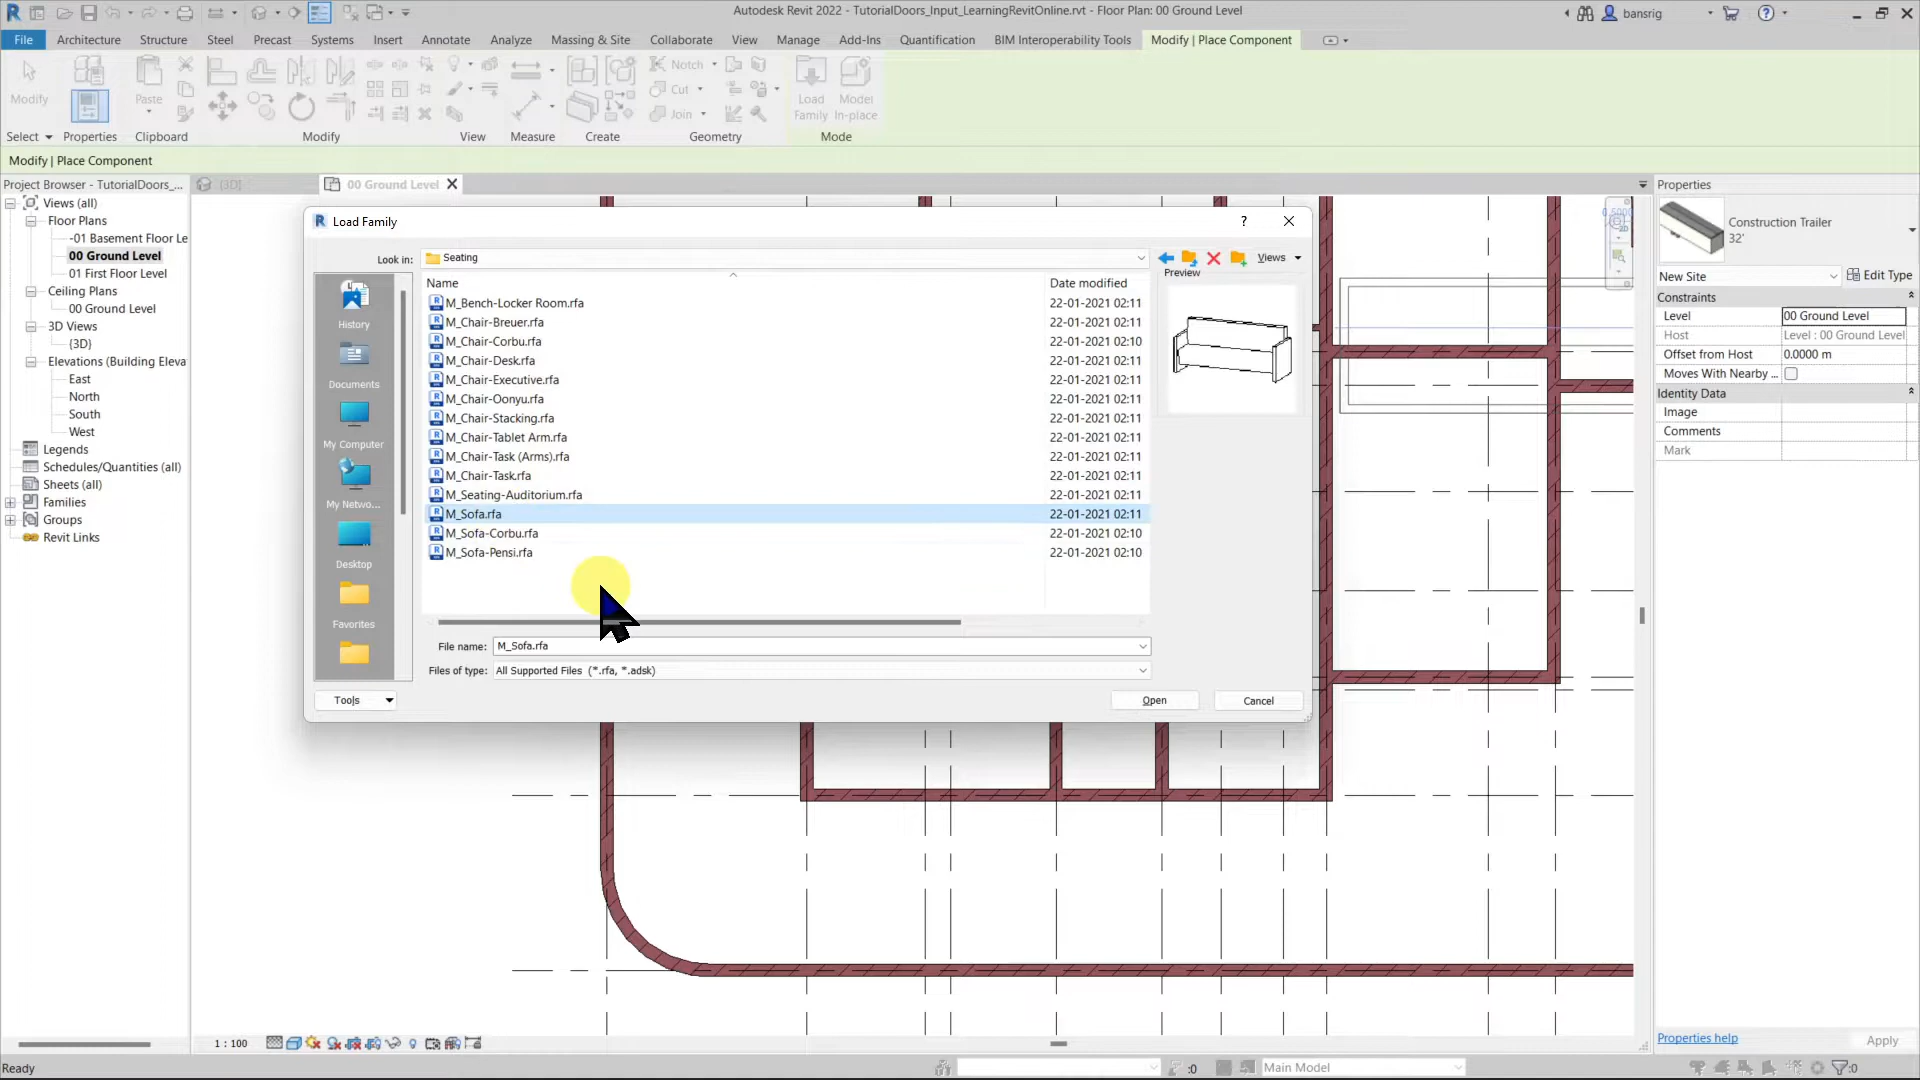 Autodesk Revit 2022 - TutorialDoors_Input_LearningRevitOnline.rvt - Floor Plan: 00 Ground Level
bansrig
File Architecture Structure Steel Precast Systems Insert Annotate Analyze Massing & Site Collaborate View Manage Add-Ins Quantification BIM Interoperability Tools Modify | Place Component
Modify
Paste
Notch
Cut
Join
Load Family
Model In-place
Select Properties Clipboard Modify View Measure Create Geometry Mode
Modify | Place Component
Project Browser - TutorialDoors_...
Views (all)
Floor Plans
-01 Basement Floor Le
00 Ground Level
01 First Floor Level
Ceiling Plans
00 Ground Level
3D Views
{3D}
Elevations (Building Eleva
East
North
South
West
Legends
Schedules/Quantities (all)
Sheets (all)
Families
Groups
Revit Links
{3D}
00 Ground Level
Load Family
Look in:
Seating
Views
Preview
Name
Date modified
M_Bench-Locker Room.rfa 22-01-2021 02:11
M_Chair-Breuer.rfa 22-01-2021 02:11
M_Chair-Corbu.rfa 22-01-2021 02:10
M_Chair-Desk.rfa 22-01-2021 02:11
M_Chair-Executive.rfa 22-01-2021 02:11
M_Chair-Oonyu.rfa 22-01-2021 02:11
M_Chair-Stacking.rfa 22-01-2021 02:11
M_Chair-Tablet Arm.rfa 22-01-2021 02:11
M_Chair-Task (Arms).rfa 22-01-2021 02:11
M_Chair-Task.rfa 22-01-2021 02:11
M_Seating-Auditorium.rfa 22-01-2021 02:11
M_Sofa.rfa 22-01-2021 02:11
M_Sofa-Corbu.rfa 22-01-2021 02:10
M_Sofa-Pensi.rfa 22-01-2021 02:10
History
Documents
My Computer
My Netwo...
Desktop
Favorites
File name: M_Sofa.rfa
Files of type: All Supported Files (*.rfa, *.adsk)
Tools
Open
Cancel
Properties
Construction Trailer
32'
New Site
Edit Type
Constraints
Level 00 Ground Level
Host Level : 00 Ground Level
Offset from Host 0.0000 m
Moves With Nearby ...
Identity Data
Image
Comments
Mark
Properties help
Apply
1 : 100
Ready
:0
Main Model
:0